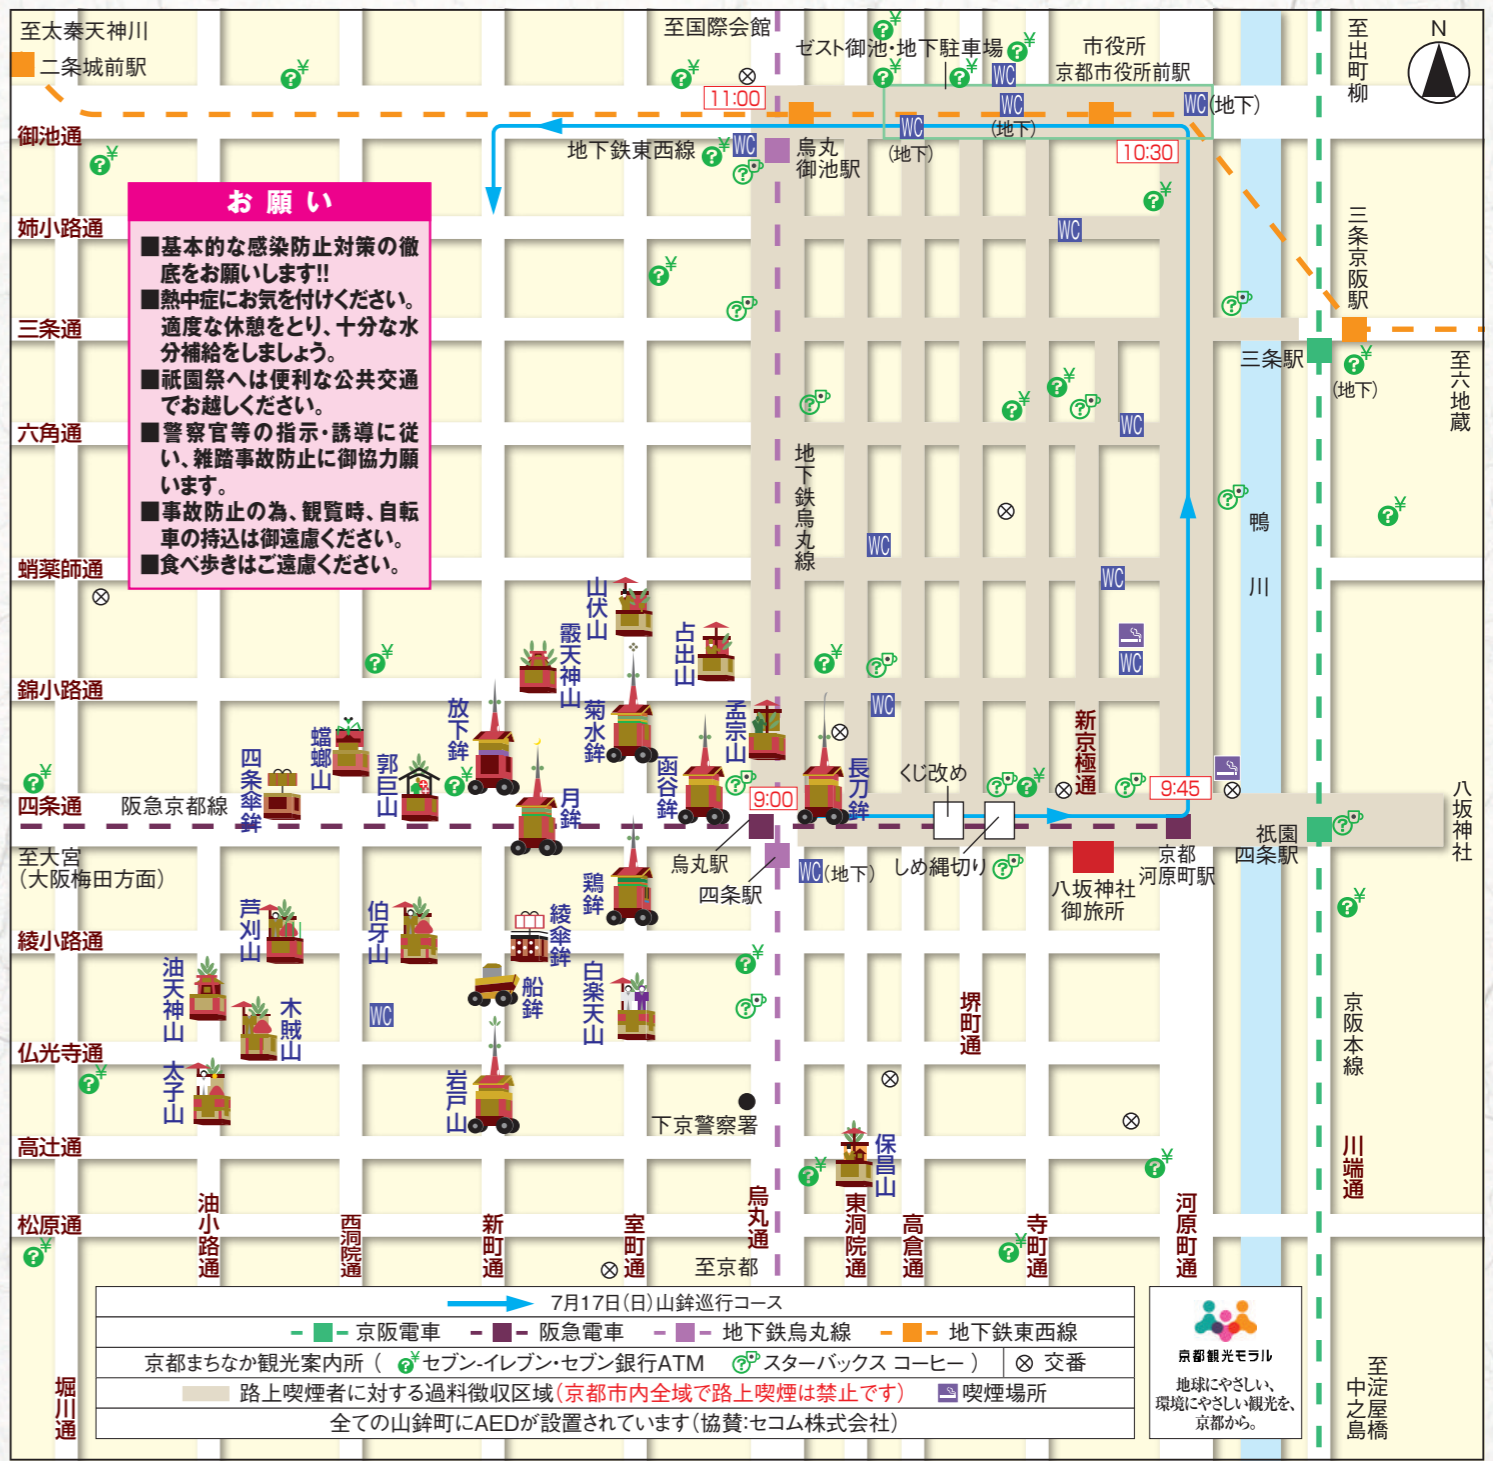 至太秦天神川
二条城前駅
至国際会館
ゼスト御池・地下駐車場
市役所
京都市役所前駅
至出町柳
N
11:00
WC
WC
(地下)
WC
(地下)
WC(地下)
御池通
地下鉄東西線
WC
烏丸
御池駅
10:30
お願い
■基本的な感染防止対策の徹
底をお願いします!!
■熱中症にお気を付けください。
適度な休憩をとり、十分な水
分補給をしましょう。
■祇園祭へは便利な公共交通
でお越しください。
■警察官等の指示・誘導に従
い、雑踏事故防止に御協力願
います。
■事故防止の為、観覧時、自転
車の持込は御遠慮ください。
■食べ歩きはご遠慮ください。
姉小路通
WC
三条京阪駅
三条通
三条駅
(地下)
至六地蔵
六角通
WC
地下鉄烏丸線
鴨川
WC
蛸薬師通
WC
WC
山伏山
霰天神山
占出山
錦小路通
WC
放下鉾
菊水鉾
孟宗山
新京極通
蟷螂山
四条傘鉾
郭巨山
月鉾
函谷鉾
長刀鉾
くじ改め
9:00
9:45
四条通
阪急京都線
八坂神社
至大宮
(大阪梅田方面)
烏丸駅
四条駅
WC(地下)
しめ縄切り
八坂神社
御旅所
京都
河原町駅
祇園
四条駅
鶏鉾
芦刈山
伯牙山
綾傘鉾
綾小路通
油天神山
木賊山
WC
船鉾
白楽天山
堺町通
京阪本線
仏光寺通
太子山
岩戸山
下京警察署
高辻通
保昌山
川端通
松原通
油小路通
西洞院通
新町通
室町通
烏丸通
東洞院通
高倉通
寺町通
河原町通
至京都
堀川通
7月17日(日)山鉾巡行コース
京阪電車
阪急電車
地下鉄烏丸線
地下鉄東西線
京都まちなか観光案内所(セブン-イレブン・セブン銀行ATM スターバックス コーヒー) 交番
路上喫煙者に対する過料徴収区域(京都市内全域で路上喫煙は禁止です) 喫煙場所
全ての山鉾町にAEDが設置されています(協賛:セコム株式会社)
京都観光モラル
地球にやさしい、
環境にやさしい観光を、
京都から。
至淀屋橋
中之島